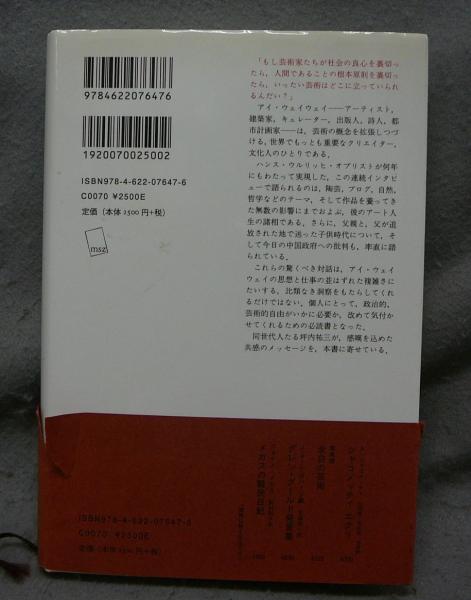 9784622076476
1920070025002
ISBN978-4-622-07647-6
C0070 ¥2500E
定価 (本体 2500 円+税)
msz
「もし芸術家たちが社会の良心を裏切っ
たら、人間であることの根本原則を裏切っ
たら、いったい芸術はどこに立っていられ
るんだい？」
アイ・ウェイウェイ――アーティスト，
建築家，キュレーター，出版人，詩人，都
市計画家――は，芸術の概念を拡張しつづ
ける，世界でもっとも重要なクリエイター，
文化人のひとりである。
ハンス・ウルリッヒ・オブリストが何年
にもわたって実現した，この連続インタビ
ューで語られるのは，陶芸，ブログ，自然，
哲学などのテーマ，そして作品を養ってき
た無数の影響にまでおよぶ，彼のアート人
生の諸相である。さらに，父親と，父が追
放された地で送った子供時代について，そ
して今日の中国政府への批判も，率直に語
られている。
これらの驚くべき対話は，アイ・ウェイ
ウェイの思想と仕事の並はずれた複雑さに
たいする，比類なき洞察をもたらしてくれ
れるだけではない。個人にとって，政治的，
芸術的自由がいかに必要か，改めて気付か
せてくれるための必読書となった。
同世代人たる坪内祐三が，感嘆を込めた
共感のメッセージを，本書に寄せている。
ISBN978-4-622-07647-6
C0070 ¥2500E
定価 (本体 2500 円+税)